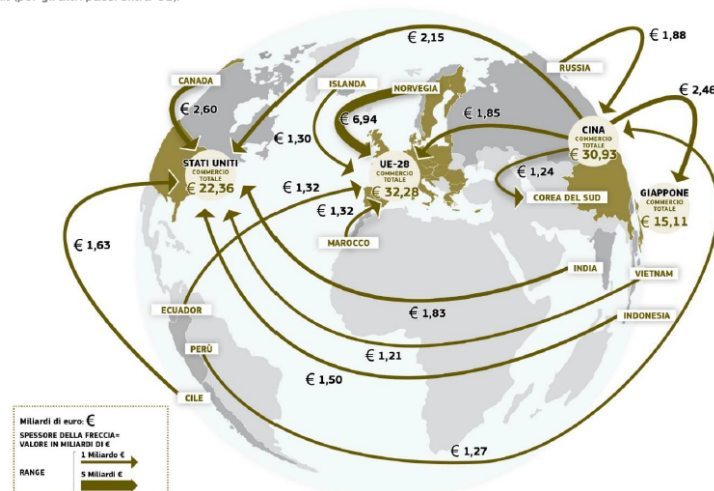 € 2,15
€ 1,88
RUSSIA
CANADA
ISLANDA
NORVEGIA
€ 2,46
€ 2,60
€ 6,94
€ 1,85
€ 1,30
CINA
COMMERCIO
TOTALE
€ 30,93
STATI UNITI
COMMERCIO
TOTALE
€ 22,36
UE-28
COMMERCIO
TOTALE
€ 32,28
€ 1,24
COREA DEL SUD
GIAPPONE
COMMERCIO
TOTALE
€ 15,11
€ 1,32
€ 1,32
MAROCCO
€ 1,63
INDIA
VIETNAM
ECUADOR
€ 1,83
INDONESIA
PERÙ
€ 1,21
€ 1,50
CILE
€ 1,27
Miliardi di euro: €
SPESSORE DELLA FRECCIA=
VALORE IN MILIARDI DI €
1 Miliardo €
RANGE
5 Miliardi €